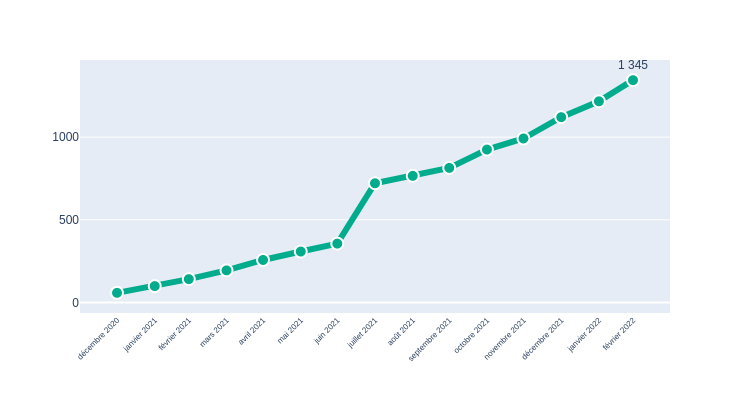 1 345
1000
500
0
décembre 2020
janvier 2021
février 2021
mars 2021
avril 2021
mai 2021
juin 2021
juillet 2021
août 2021
septembre 2021
octobre 2021
novembre 2021
décembre 2021
janvier 2022
février 2022